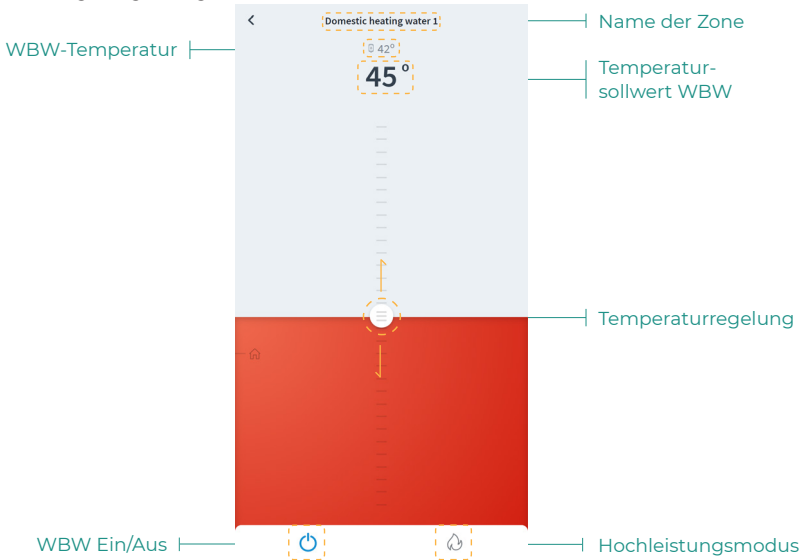 Domestic heating water 1
Name der Zone
WBW-Temperatur
42°
45°
Temperatur-
sollwert WBW
Temperaturregelung
WBW Ein/Aus
Hochleistungsmodus